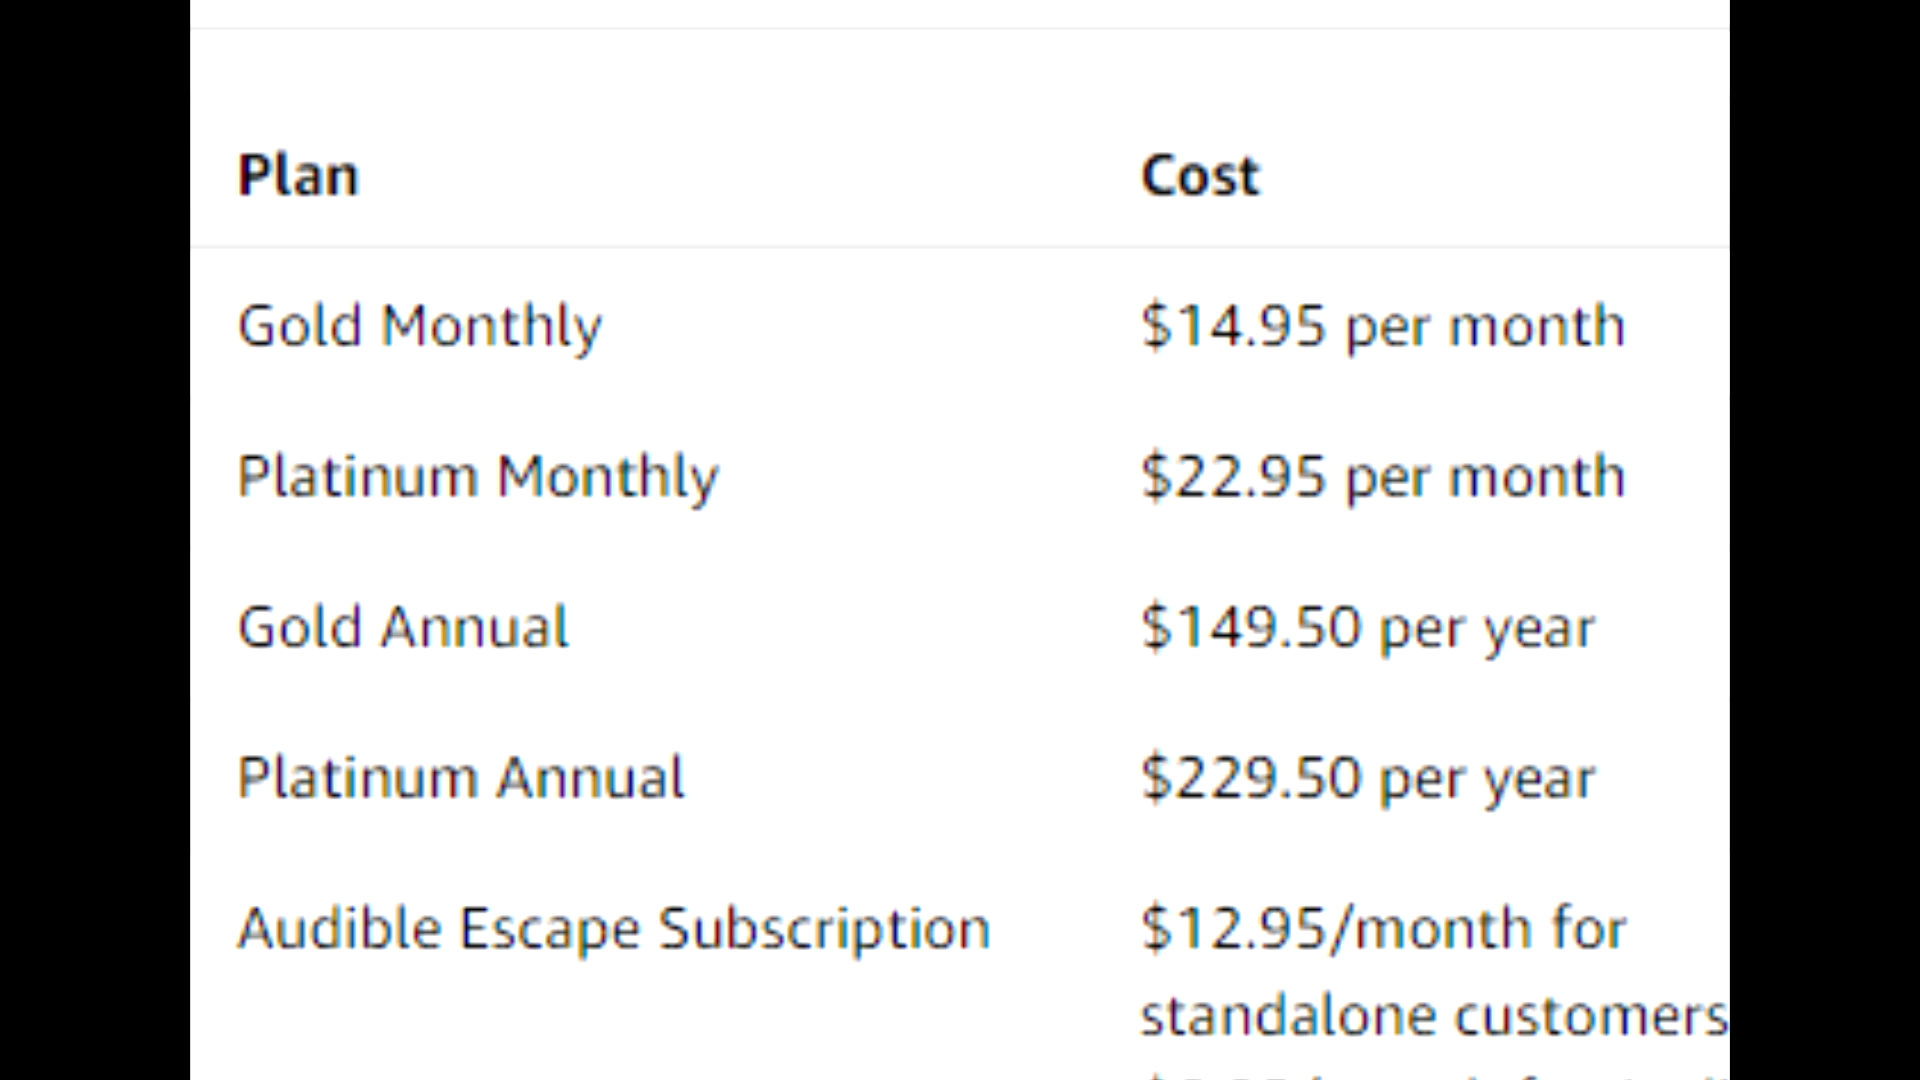 Plan Cost
Gold Monthly $14.95 per month
Platinum Monthly $22.95 per month
Gold Annual $149.50 per year
Platinum Annual $229.50 per year
Audible Escape Subscription $12.95/month for
standalone customers